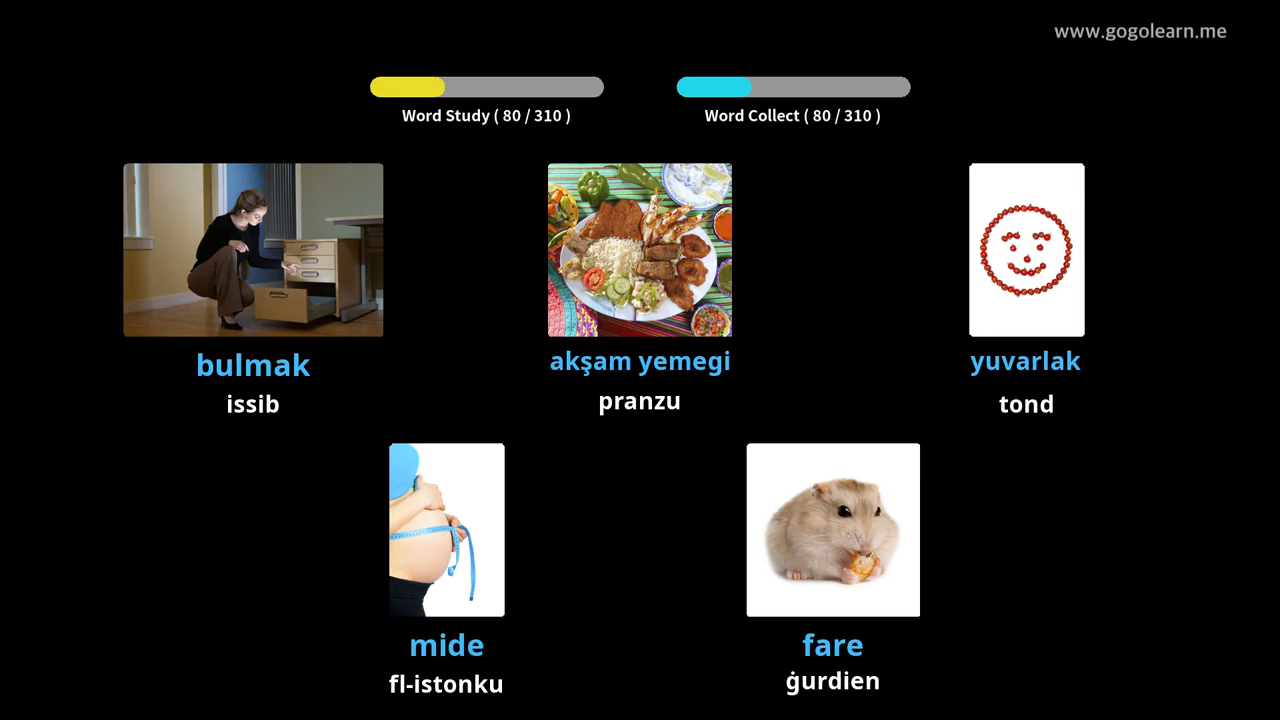 www.gogolearn.me
Word Study ( 80 / 310 )
Word Collect ( 80 / 310 )
bulmak
issib
akşam yemegi
pranzu
yuvarlak
tond
mide
fl-istonku
fare
ġurdien